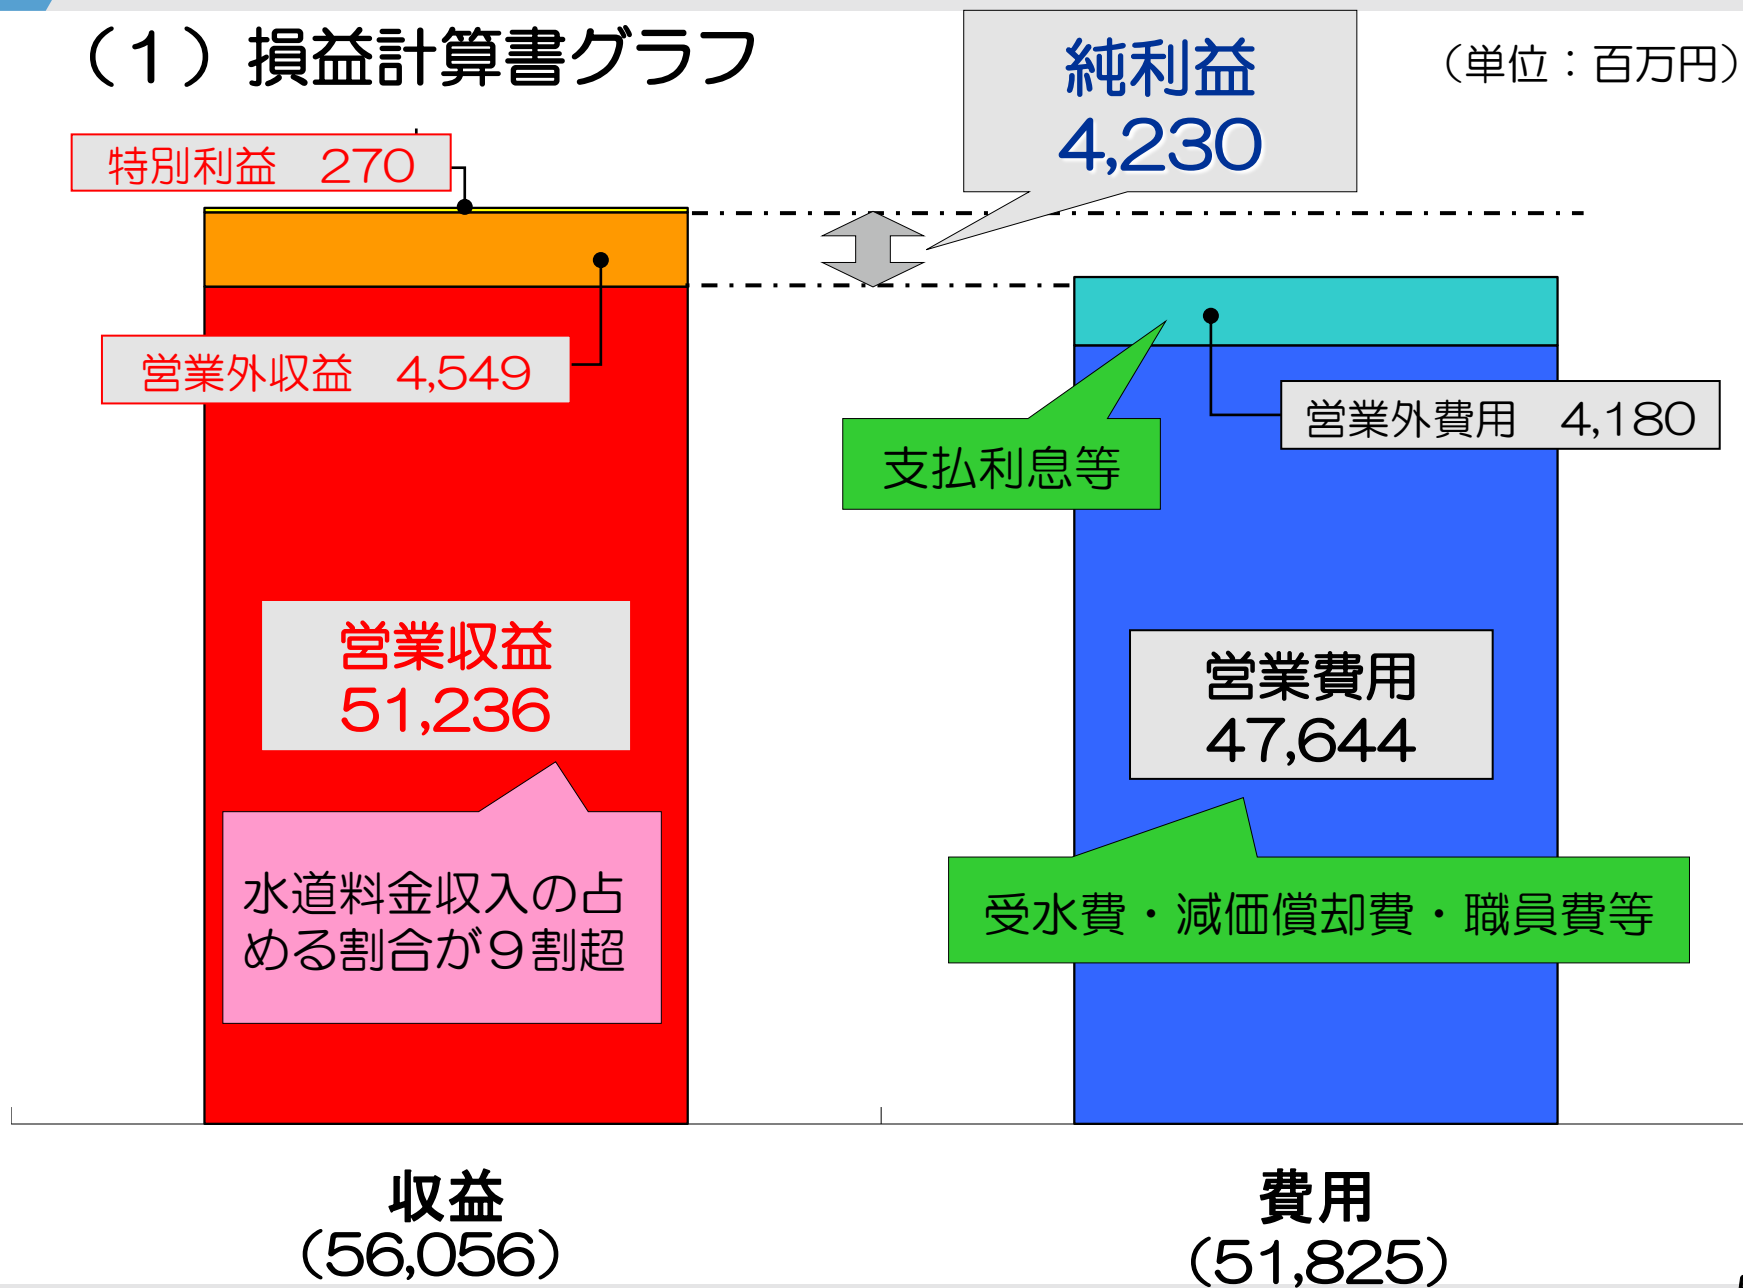 （１）損益計算書グラフ
（単位：百万円）
純利益
4,230
特別利益　270
営業外収益　4,549
支払利息等
営業外費用　4,180
営業収益
51,236
営業費用
47,644
水道料金収入の占
める割合が９割超
受水費・減価償却費・職員費等
収益
（56,056）
費用
（51,825）